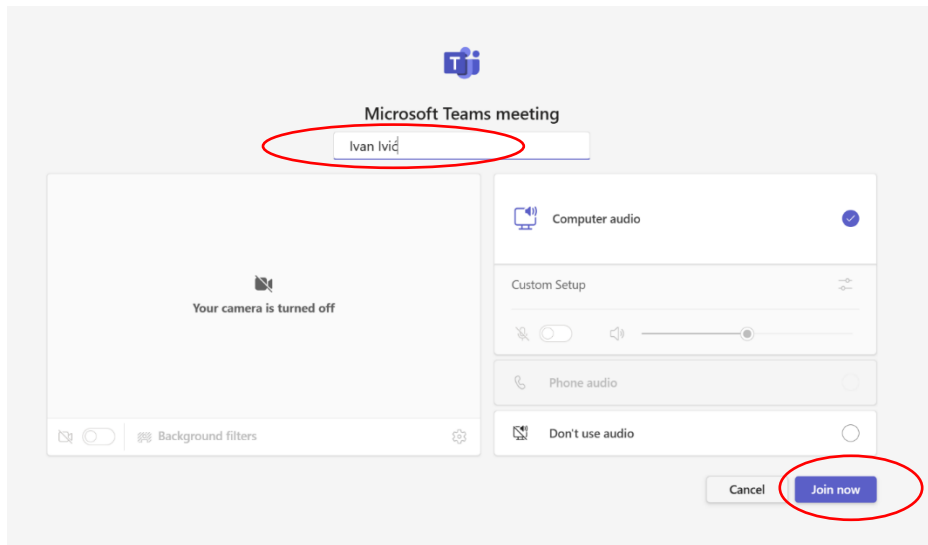 Microsoft Teams meeting
Ivan Ivić
Computer audio
Your camera is turned off
Custom Setup
Phone audio
Background filters
Don't use audio
Cancel
Join now